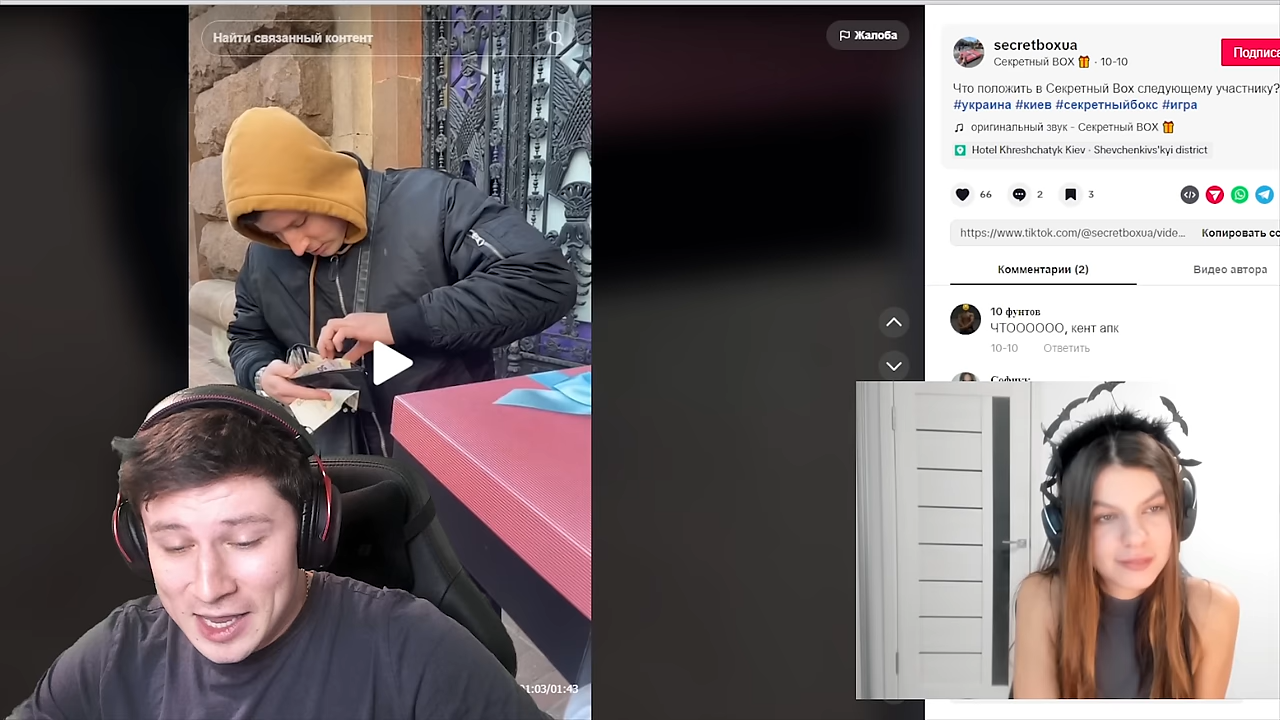 Найти связанный контент
Жалоба
secretboxua
Секретный BOX 🎁 · 10-10
Подписа
Что положить в Секретный Box следующему участнику?
#украина #киев #секретныйбокс #игра
оригинальный звук - Секретный BOX 🎁
Hotel Khreshchatyk Kiev · Shevchenkivs'kyi district
66
2
3
https://www.tiktok.com/@secretboxua/vide...
Копировать сс
Комментарии (2)
Видео автора
10 фунтов
ЧТОООООО, кент апк
10-10
Ответить
01:03/01:43